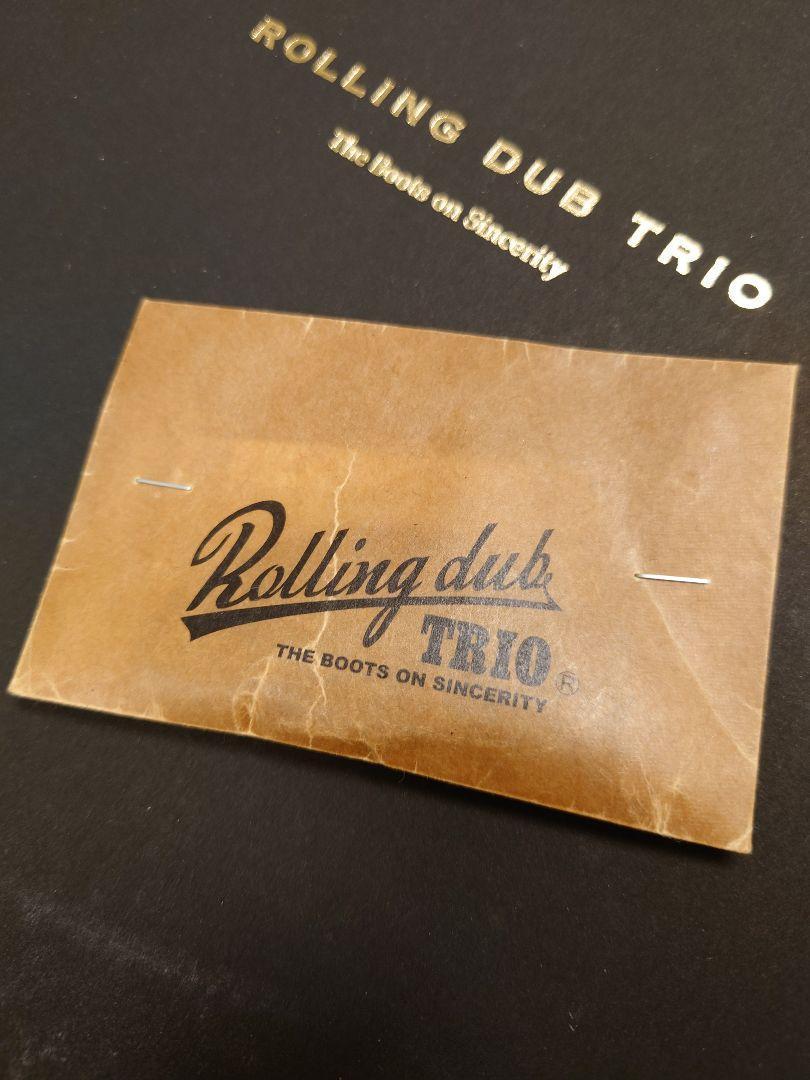 ROLLING DUB TRIO
The Boots on Sincerity
Rolling dub
TRIO ®
THE BOOTS ON SINCERITY